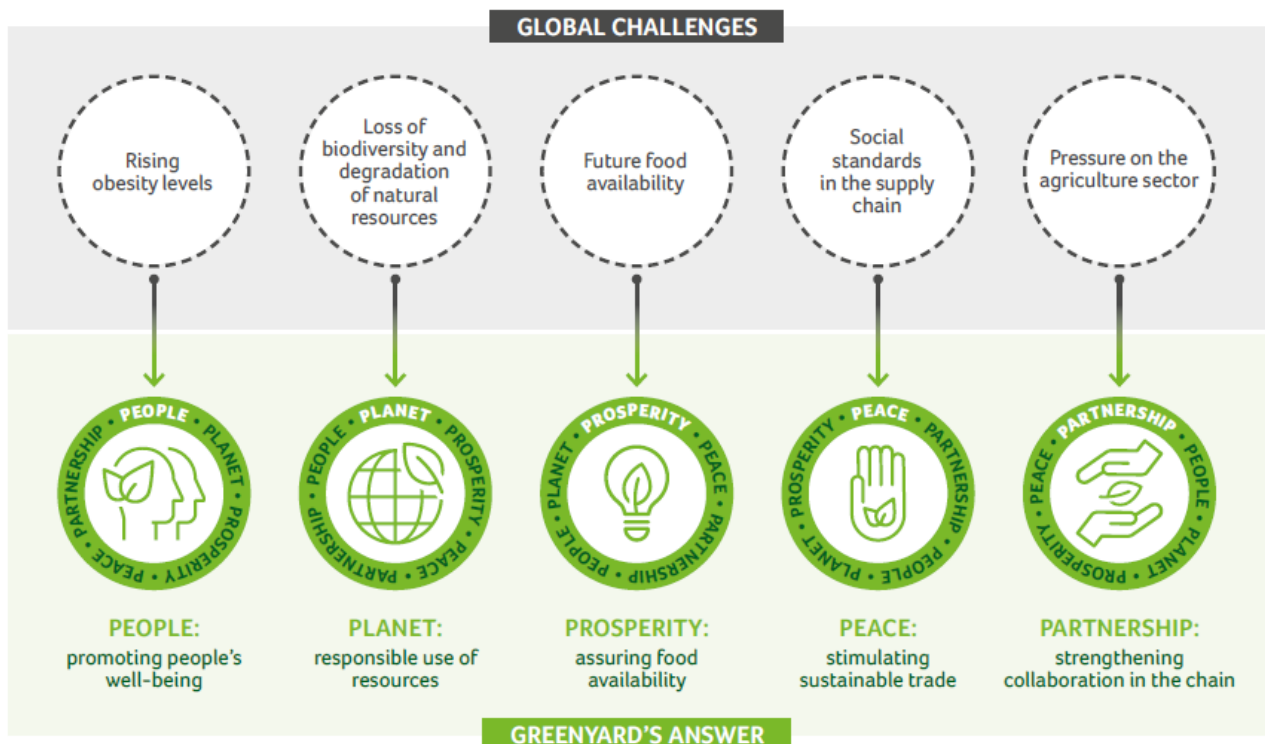 GLOBAL CHALLENGES
Rising
obesity levels
Loss of
biodiversity and
degradation
of natural
resources
Future food
availability
Social
standards
in the supply
chain
Pressure on the
agriculture sector
PEOPLE • PLANET • PROSPERITY • PEACE • PARTNERSHIP •
PLANET • PROSPERITY • PEACE • PARTNERSHIP • PEOPLE •
PROSPERITY • PEACE • PARTNERSHIP • PEOPLE • PLANET •
PEACE • PARTNERSHIP • PEOPLE • PLANET • PROSPERITY •
PARTNERSHIP • PEOPLE • PLANET • PROSPERITY • PEACE •
PEOPLE:
promoting people's
well-being
PLANET:
responsible use of
resources
PROSPERITY:
assuring food
availability
PEACE:
stimulating
sustainable trade
PARTNERSHIP:
strengthening
collaboration in the chain
GREENYARD'S ANSWER